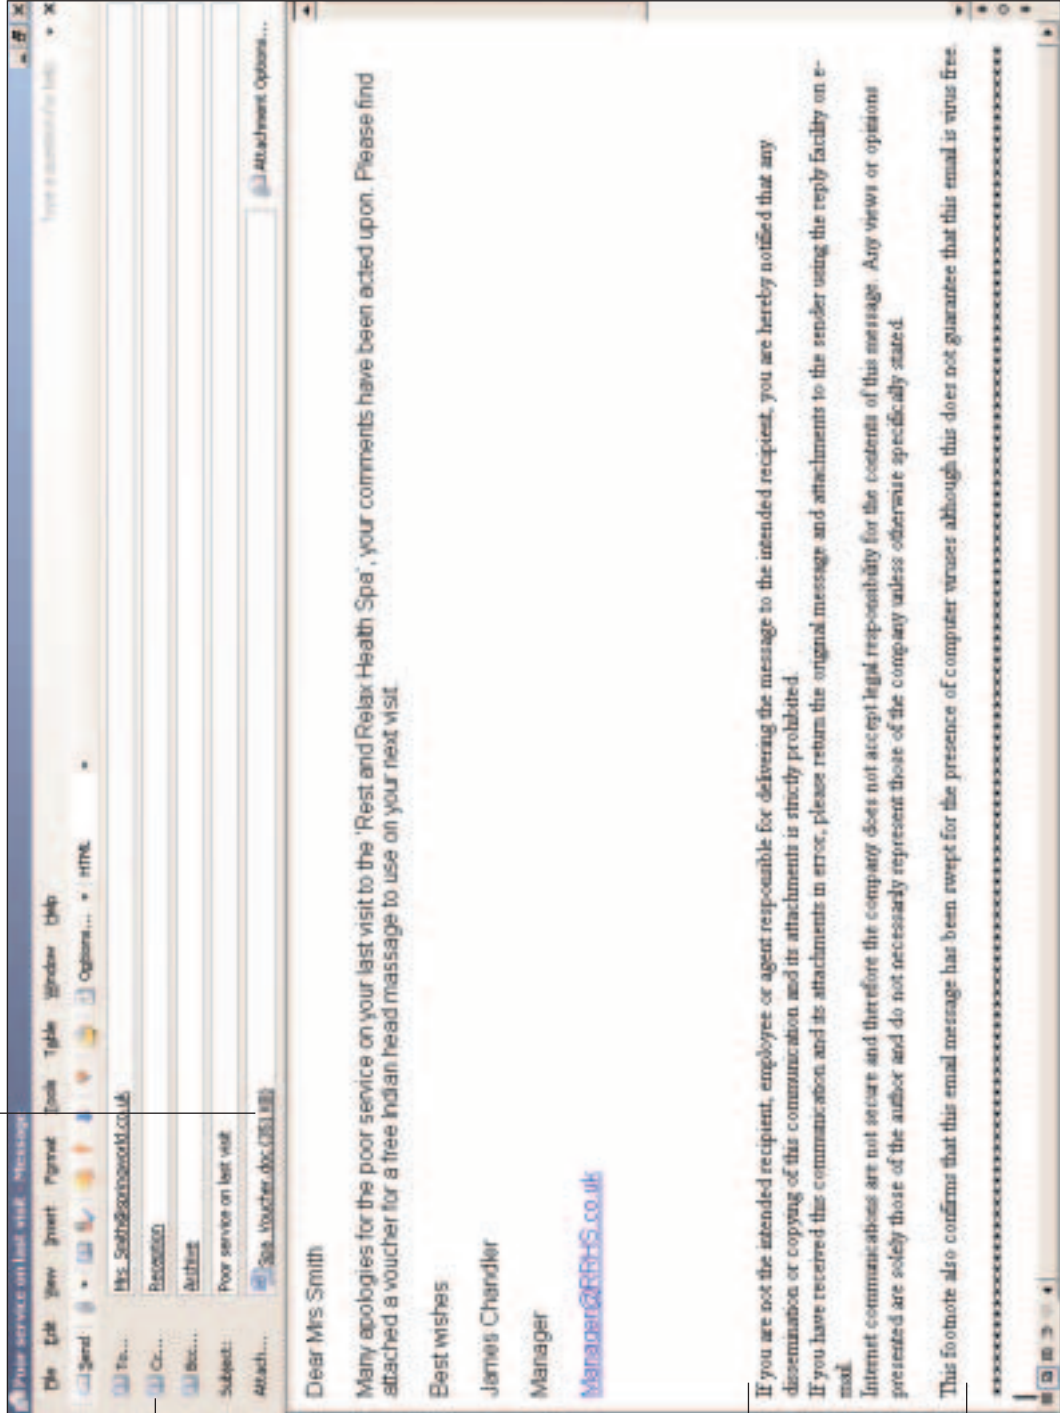 Poor service on last visit - Message
File Edit View Insert Format Tools Table Window Help
Send Options... HTML
To... Mrs_Smith@springworld.co.uk
Cc... Reception
Bcc... Archive
Subject: Poor service on last visit
Attach... Spa_Voucher.doc (351 KB) Attachment Options...
Dear Mrs Smith
Many apologies for the poor service on your last visit to the 'Rest and Relax Health Spa', your comments have been acted upon. Please find
attached a voucher for a free Indian head massage to use on your next visit.
Best wishes
James Chandler
Manager
Manager@RRHS.co.uk
If you are not the intended recipient, employee or agent responsible for delivering the message to the intended recipient, you are hereby notified that any
dissemination or copying of this communication and its attachments is strictly prohibited.
If you have received this communication and its attachments in error, please return the original message and attachments to the sender using the reply facility on e-
mail.
Internet communications are not secure and therefore the company does not accept legal responsibility for the contents of this message. Any views or opinions
presented are solely those of the author and do not necessarily represent those of the company unless otherwise specifically stated.
This footnote also confirms that this email message has been swept for the presence of computer viruses although this does not guarantee that this email is virus free.